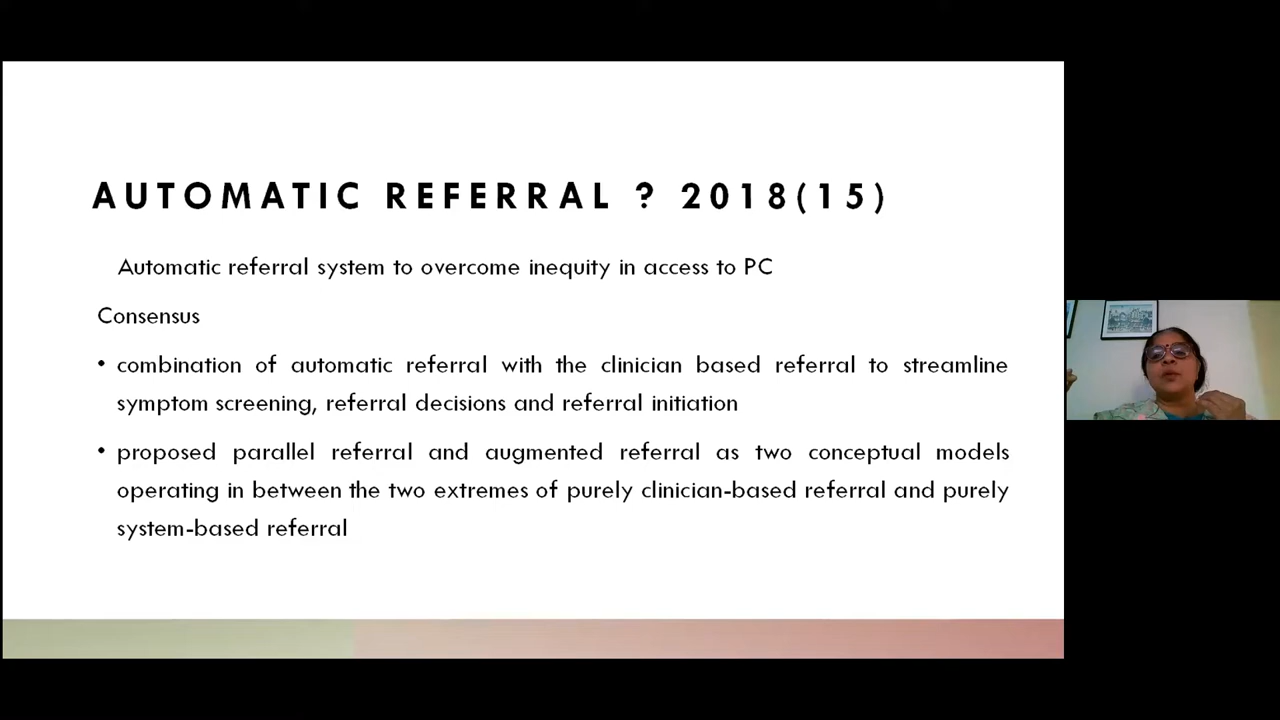 AUTOMATIC REFERRAL ? 2018(15)
Automatic referral system to overcome inequity in access to PC
Consensus
• combination of automatic referral with the clinician based referral to streamline
symptom screening, referral decisions and referral initiation
• proposed parallel referral and augmented referral as two conceptual models
operating in between the two extremes of purely clinician-based referral and purely
system-based referral